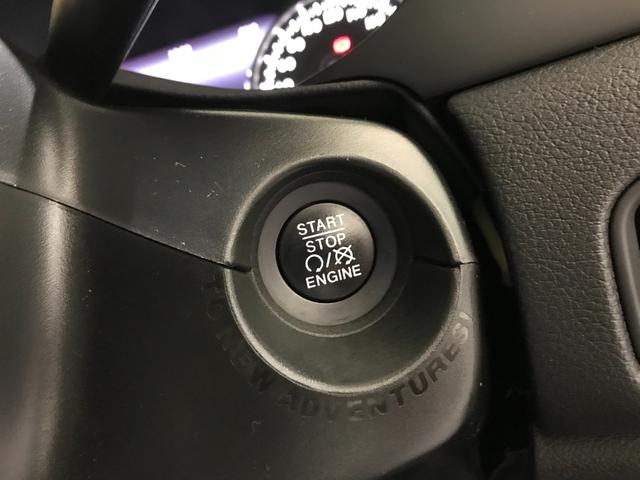 START
STOP
ENGINE
TO NEW ADVENTURES!